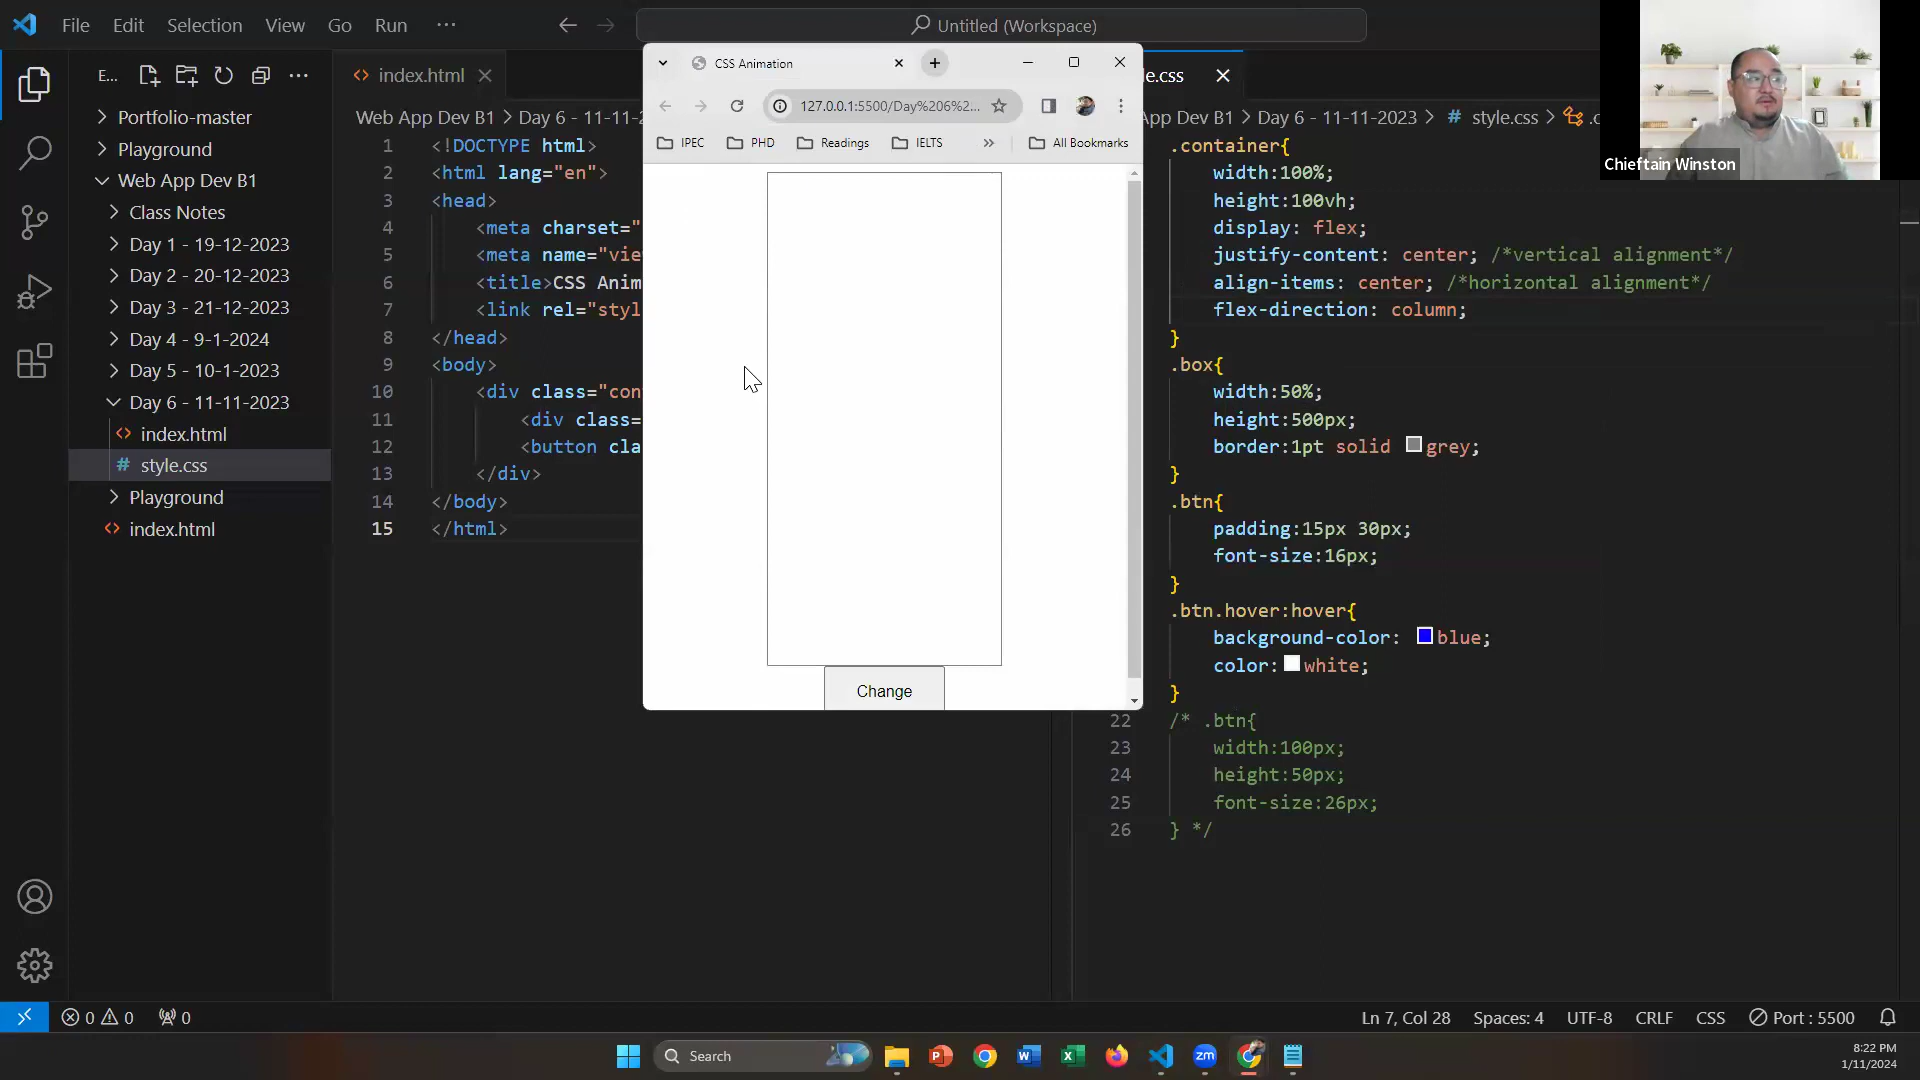 File Edit Selection View Go Run ···
Untitled (Workspace)
E...
index.html
CSS Animation
127.0.0.1:5500/Day%206%2...
IPEC PHD Readings IELTS » All Bookmarks
Change
Portfolio-master
Playground
Web App Dev B1
Class Notes
Day 1 - 19-12-2023
Day 2 - 20-12-2023
Day 3 - 21-12-2023
Day 4 - 9-1-2024
Day 5 - 10-1-2023
Day 6 - 11-11-2023
index.html
# style.css
Playground
index.html
Web App Dev B1 > Day 6 - 11-11-2
1 <!DOCTYPE html>
2 <html lang="en">
3 <head>
4 <meta charset="
5 <meta name="vie
6 <title>CSS Anim
7 <link rel="styl
8 </head>
9 <body>
10 <div class="con
11 <div class=
12 <button cla
13 </div>
14 </body>
15 </html>
le.css
App Dev B1 > Day 6 - 11-11-2023 > # style.css > .c
.container{
width:100%;
height:100vh;
display: flex;
justify-content: center; /*vertical alignment*/
align-items: center; /*horizontal alignment*/
flex-direction: column;
}
.box{
width:50%;
height:500px;
border:1pt solid grey;
}
.btn{
padding:15px 30px;
font-size:16px;
}
.btn.hover:hover{
background-color: blue;
color: white;
}
22 /* .btn{
23 width:100px;
24 height:50px;
25 font-size:26px;
26 } */
Chieftain Winston
0 0 0
Ln 7, Col 28 Spaces: 4 UTF-8 CRLF CSS Port : 5500
Search
zm
8:22 PM
1/11/2024